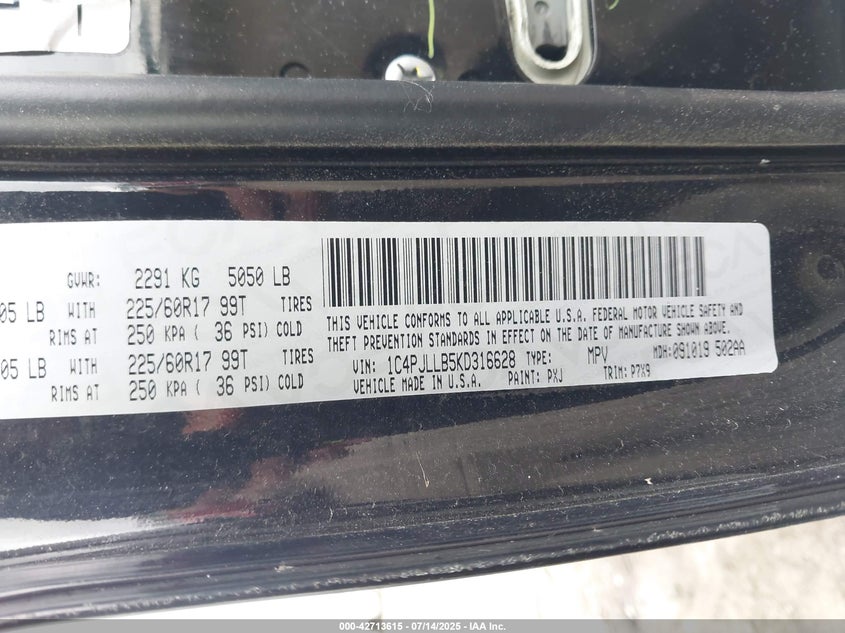 GVWR: 2291 KG 5050 LB
05 LB WITH 225/60R17 99T TIRES
RIMS AT 250 KPA ( 36 PSI) COLD
05 LB WITH 225/60R17 99T TIRES
RIMS AT 250 KPA ( 36 PSI) COLD
THIS VEHICLE CONFORMS TO ALL APPLICABLE U.S.A. FEDERAL MOTOR VEHICLE SAFETY AND
THEFT PREVENTION STANDARDS IN EFFECT ON THE DATE OF MANUFACTURE SHOWN ABOVE.
VIN: 1C4PJLLB5KD316628 TYPE: MPV MDH:091019 502AA
VEHICLE MADE IN U.S.A. PAINT: PXJ TRIM: P7X9
000-42713615 - 07/14/2025 - IAA Inc.